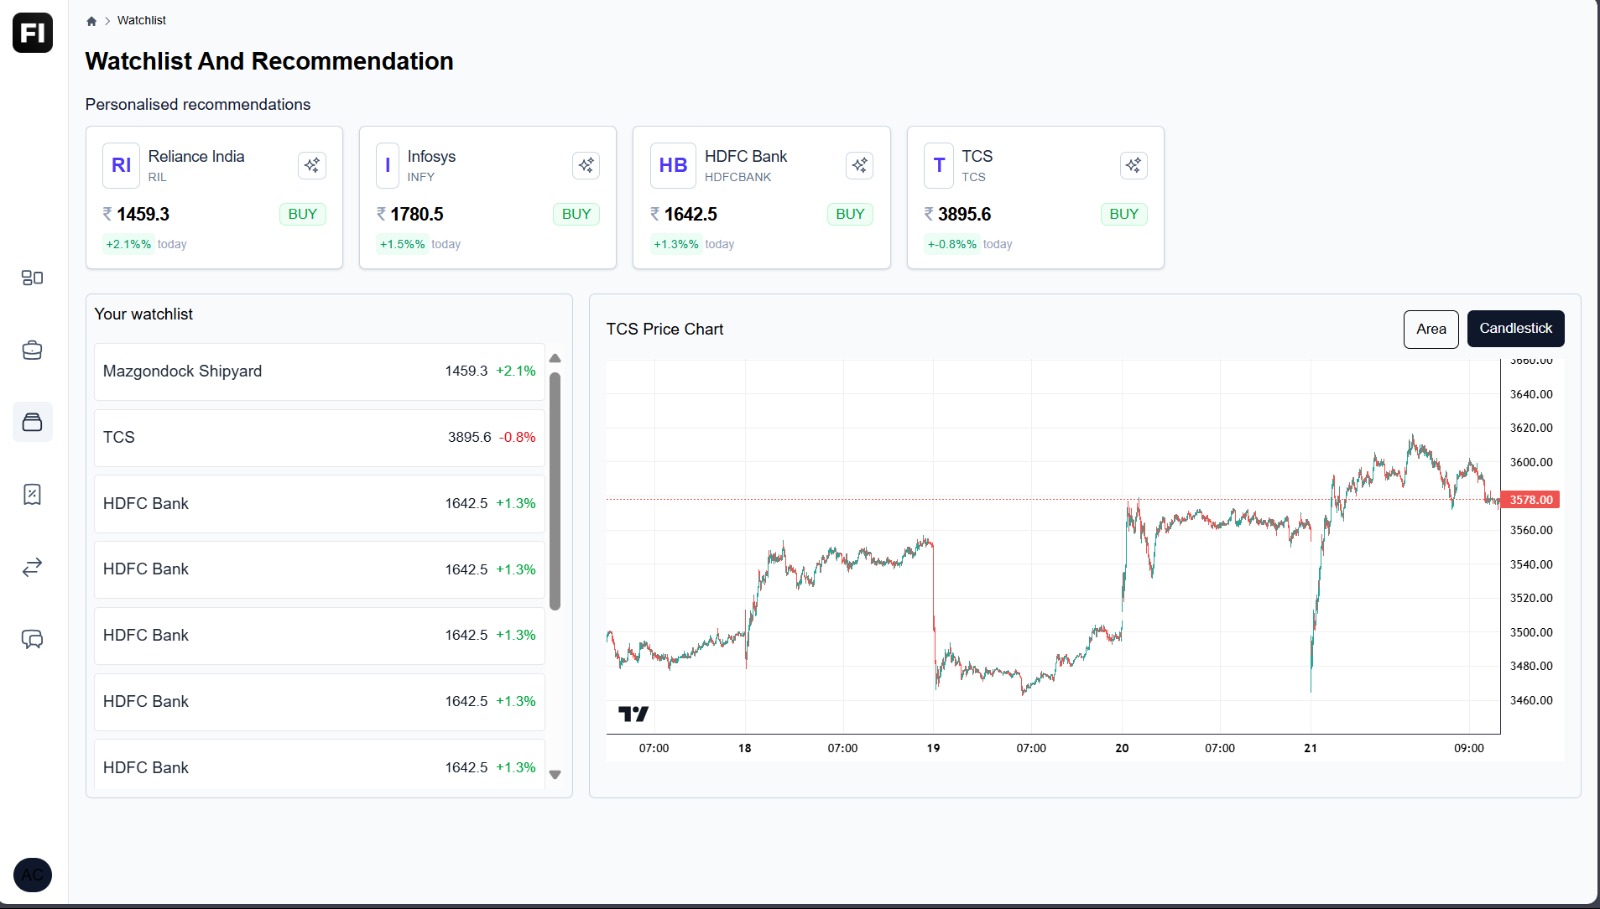 FI
Watchlist
Watchlist And Recommendation
Personalised recommendations
RI Reliance India
RIL
₹ 1459.3 BUY
+2.1%% today
I Infosys
INFY
₹ 1780.5 BUY
+1.5%% today
HB HDFC Bank
HDFCBANK
₹ 1642.5 BUY
+1.3%% today
T TCS
TCS
₹ 3895.6 BUY
+-0.8%% today
Your watchlist
Mazgondock Shipyard 1459.3 +2.1%
TCS 3895.6 -0.8%
HDFC Bank 1642.5 +1.3%
HDFC Bank 1642.5 +1.3%
HDFC Bank 1642.5 +1.3%
HDFC Bank 1642.5 +1.3%
HDFC Bank 1642.5 +1.3%
TCS Price Chart Area Candlestick
3660.00
3640.00
3620.00
3600.00
3578.00
3560.00
3540.00
3520.00
3500.00
3480.00
3460.00
07:00 18 07:00 19 07:00 20 07:00 21 09:00
AC